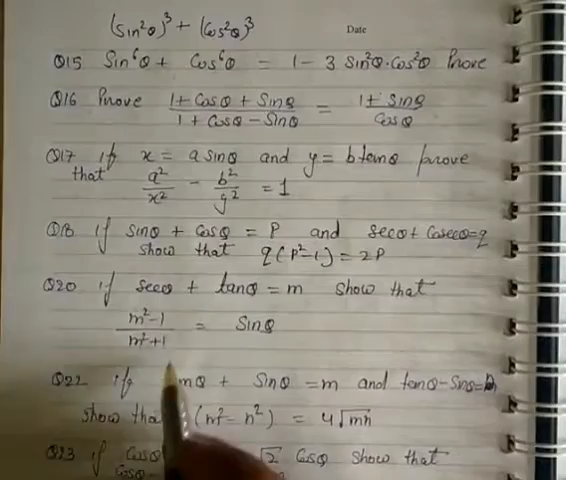 (sin²θ)³ + (cos²θ)³
Date
Q15 Sin⁶θ + Cos⁶θ = 1 - 3 Sin²θ.Cos²θ Prove
Q16 Prove (1 + Cosθ + Sinθ)/(1 + Cosθ - Sinθ) = (1 + Sinθ)/Cosθ
Q17 if x = a sinθ and y = b tanθ prove
that a²/x² - b²/y² = 1
Q18 if sinθ + cosθ = P and secθ + Cosecθ = q
show that q(P²-1) = 2P
Q20 if secθ + tanθ = m show that
(m²-1)/(m²+1) = Sinθ
Q22 if θ + Sinθ = m and tanθ - Sinθ =
show (m² - n²) = 4√mn
Q23 if Cosθ √2 Cosθ show that
Cosθ